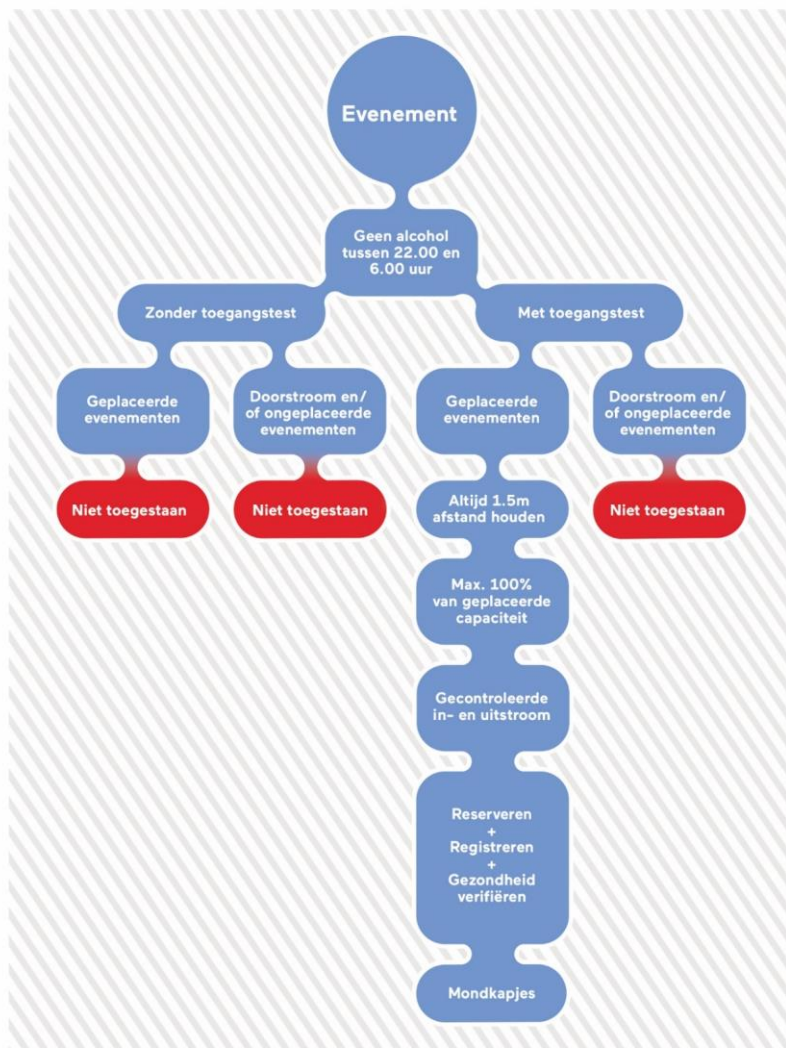 Evenement
Geen alcohol
tussen 22.00 en
6.00 uur
Zonder toegangstest
Met toegangstest
Geplaceerde
evenementen
Doorstroom en/
of ongeplaceerde
evenementen
Geplaceerde
evenementen
Doorstroom en/
of ongeplaceerde
evenementen
Niet toegestaan
Niet toegestaan
Altijd 1.5m
afstand houden
Niet toegestaan
Max. 100%
van geplaceerde
capaciteit
Gecontroleerde
in- en uitstroom
Reserveren
+
Registreren
+
Gezondheid
verifiëren
Mondkapjes